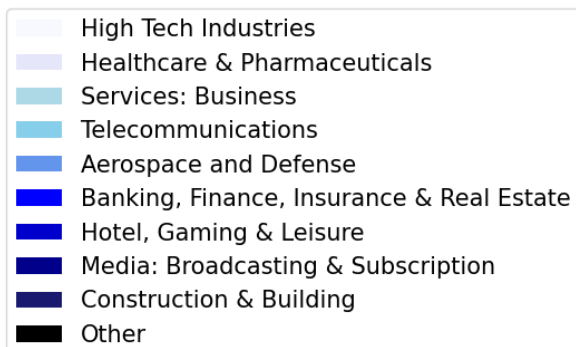 High Tech Industries
Healthcare & Pharmaceuticals
Services: Business
Telecommunications
Aerospace and Defense
Banking, Finance, Insurance & Real Estate
Hotel, Gaming & Leisure
Media: Broadcasting & Subscription
Construction & Building
Other